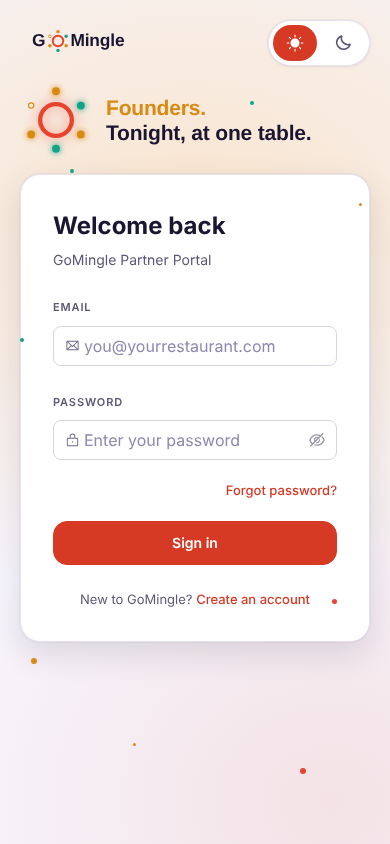 GoMingle
Founders.
Tonight, at one table.
Welcome back
GoMingle Partner Portal
EMAIL
you@yourrestaurant.com
PASSWORD
Enter your password
Forgot password?
Sign in
New to GoMingle? Create an account